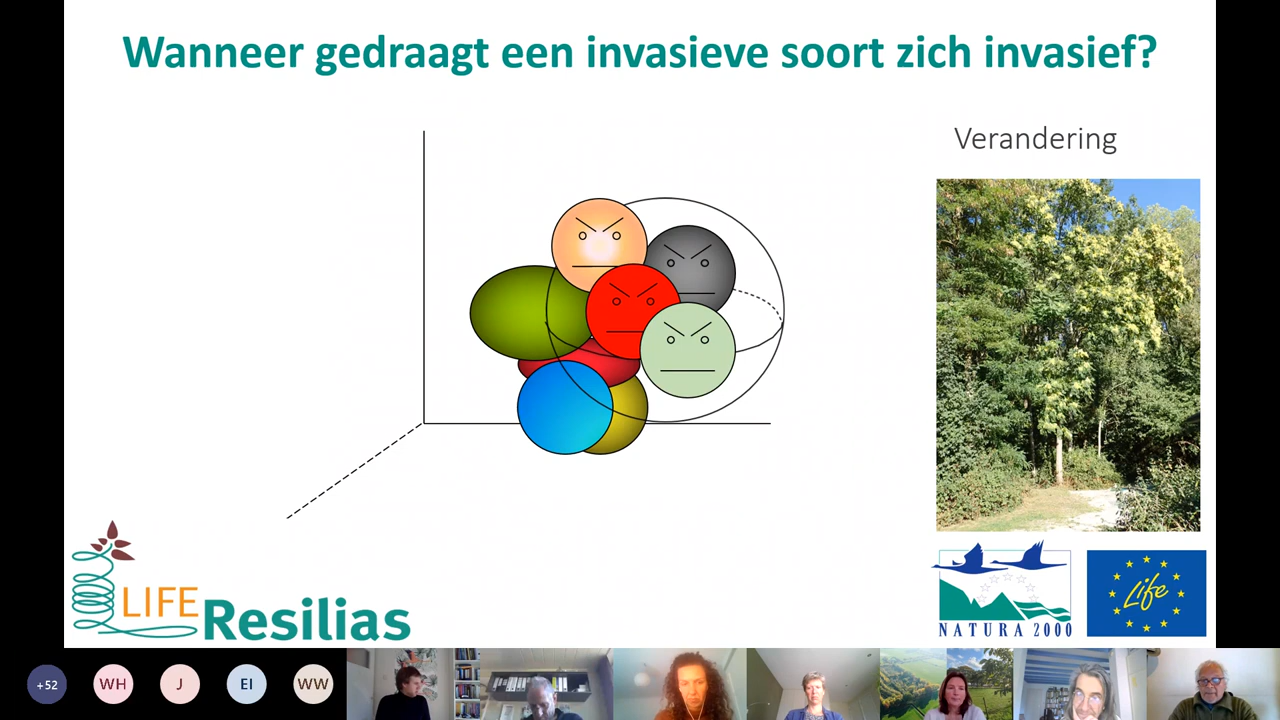 Wanneer gedraagt een invasieve soort zich invasief?
Verandering
LIFE Resilias
NATURA 2000
Life
+52
WH
J
EI
WW